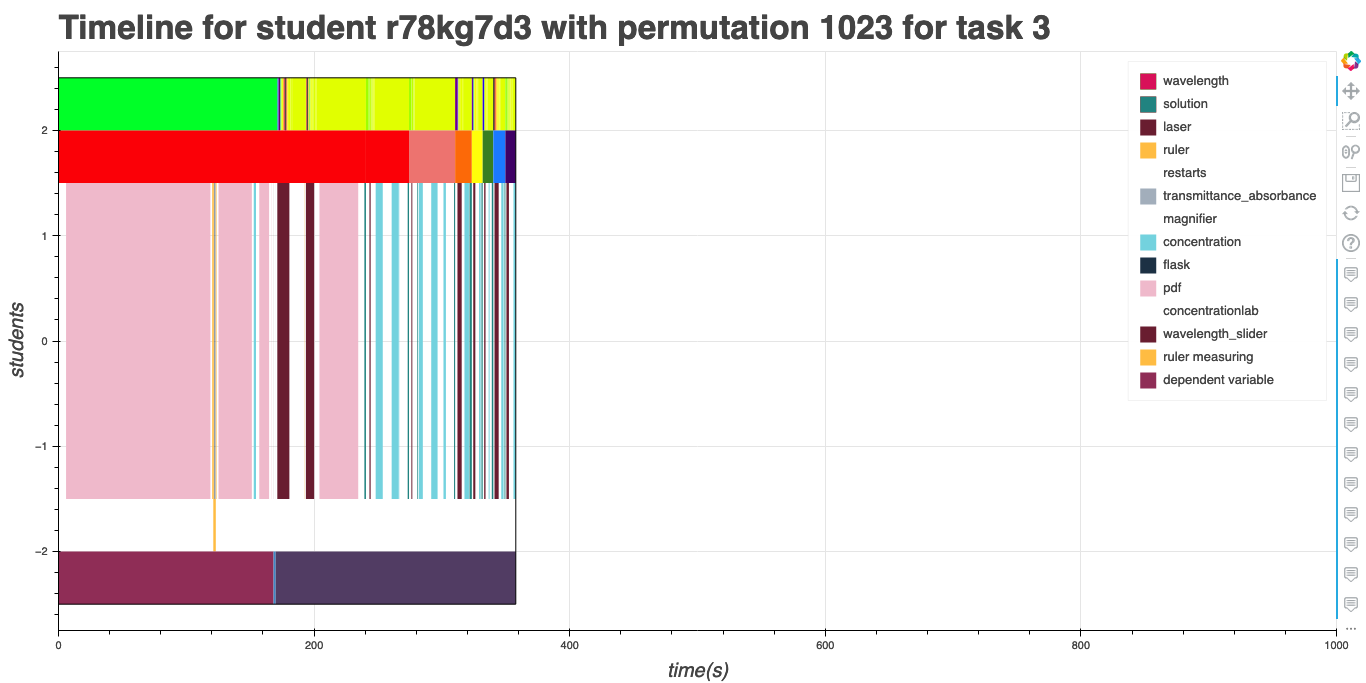 Timeline for student r78kg7d3 with permutation 1023 for task 3
wavelength
solution
laser
ruler
restarts
transmittance_absorbance
magnifier
concentration
flask
pdf
concentrationlab
wavelength_slider
ruler measuring
dependent variable
students
2
1
0
−1
−2
0
200
400
600
800
1000
time(s)